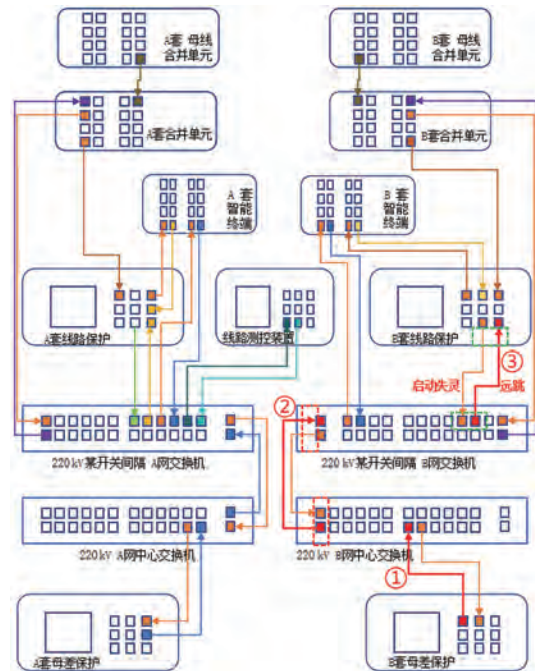 A套 母线
合并单元
B套 母线
合并单元
A套合并单元
B套合并单元
A 套
智能
终端
B 套
智能
终端
A套线路保护
线路测控装置
B套线路保护
③
启动失灵
远跳
②
220 kV某开关间隔 A网交换机
220 kV某开关间隔 B网交换机
220 kV A网中心交换机
220 kV B网中心交换机
①
A套母差保护
B套母差保护